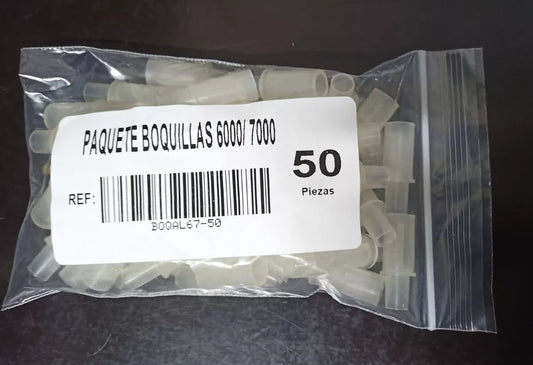 PAQUETE BOQUILLAS 6000/ 7000
50
Piezas
REF:
BOQAL67-50